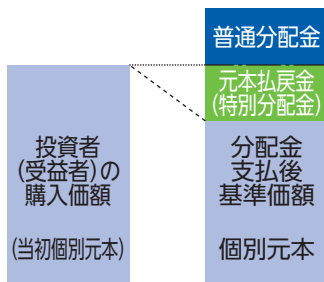 普通分配金
元本払戻金
(特別分配金)
投資者
(受益者)の
購入価額
(当初個別元本)
分配金
支払後
基準価額
個別元本